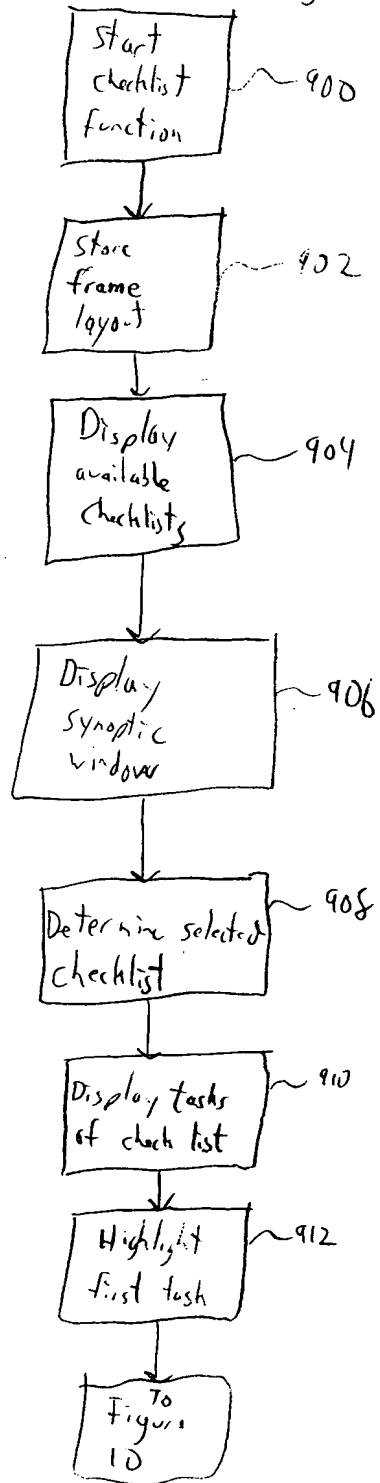 Start
checklist
function
900
Store
frame
layout
902
Display
available
checklists
904
Display
synoptic
window
906
Determine selected
checklist
908
Display tasks
of check list
910
Highlight
first task
912
To
Figure
10